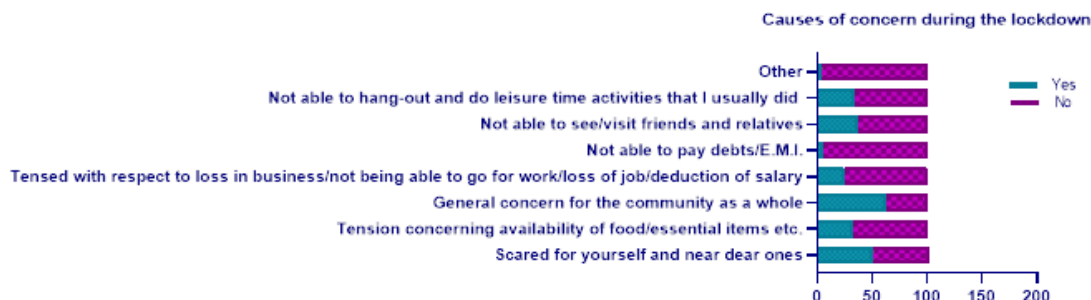 Causes of concern during the lockdown
Other
Yes
Not able to hang-out and do leisure time activities that I usually did
No
Not able to see/visit friends and relatives
Not able to pay debts/E.M.I.
Tensed with respect to loss in business/not being able to go for work/loss of job/deduction of salary
General concern for the community as a whole
Tension concerning availability of food/essential items etc.
Scared for yourself and near dear ones
0 50 100 150 200